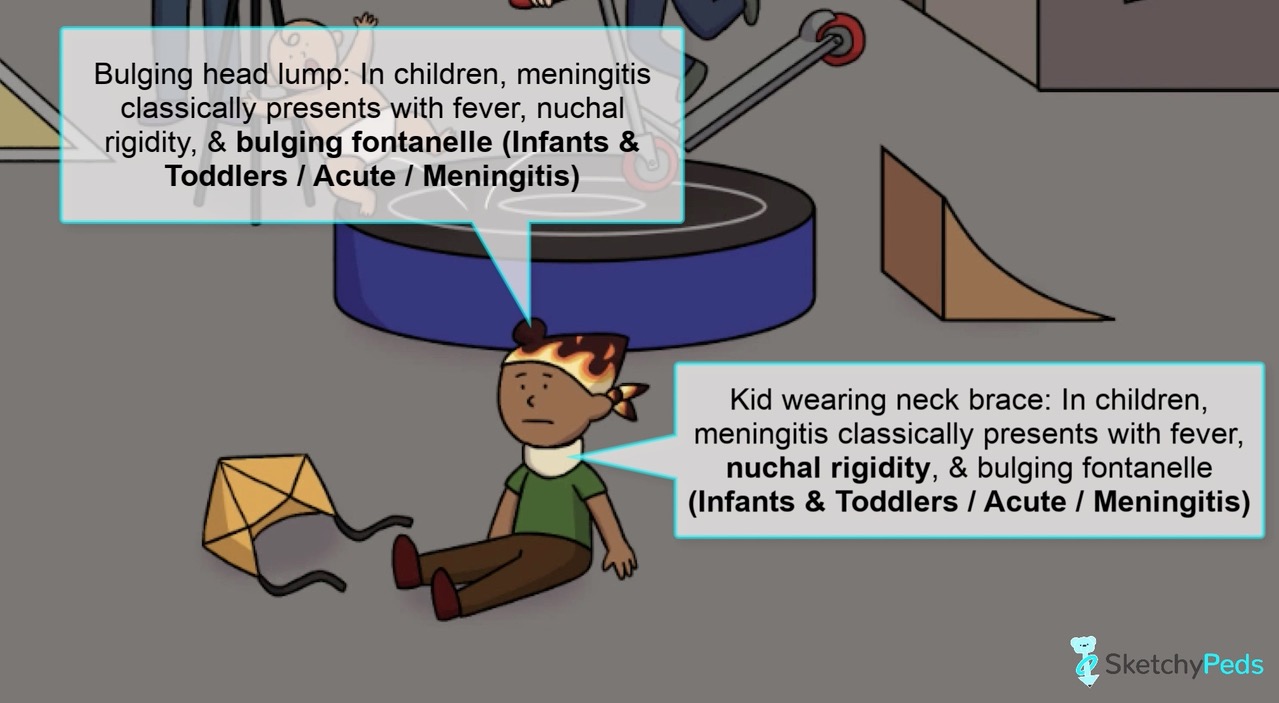 Bulging head lump: In children, meningitis
classically presents with fever, nuchal
rigidity, & bulging fontanelle (Infants &
Toddlers / Acute / Meningitis)
Kid wearing neck brace: In children,
meningitis classically presents with fever,
nuchal rigidity, & bulging fontanelle
(Infants & Toddlers / Acute / Meningitis)
SketchyPeds